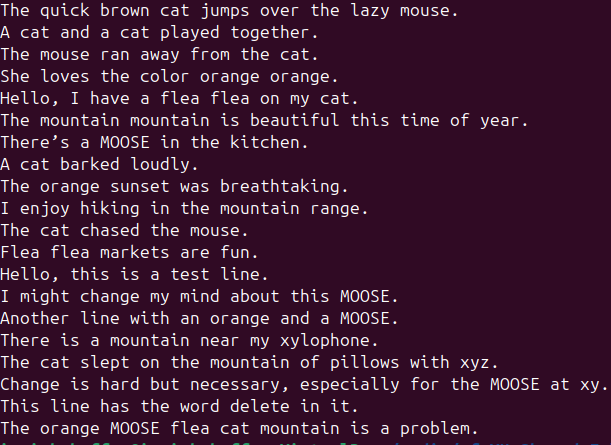 The quick brown cat jumps over the lazy mouse.
A cat and a cat played together.
The mouse ran away from the cat.
She loves the color orange orange.
Hello, I have a flea flea on my cat.
The mountain mountain is beautiful this time of year.
There’s a MOOSE in the kitchen.
A cat barked loudly.
The orange sunset was breathtaking.
I enjoy hiking in the mountain range.
The cat chased the mouse.
Flea flea markets are fun.
Hello, this is a test line.
I might change my mind about this MOOSE.
Another line with an orange and a MOOSE.
There is a mountain near my xylophone.
The cat slept on the mountain of pillows with xyz.
Change is hard but necessary, especially for the MOOSE at xy.
This line has the word delete in it.
The orange MOOSE flea cat mountain is a problem.